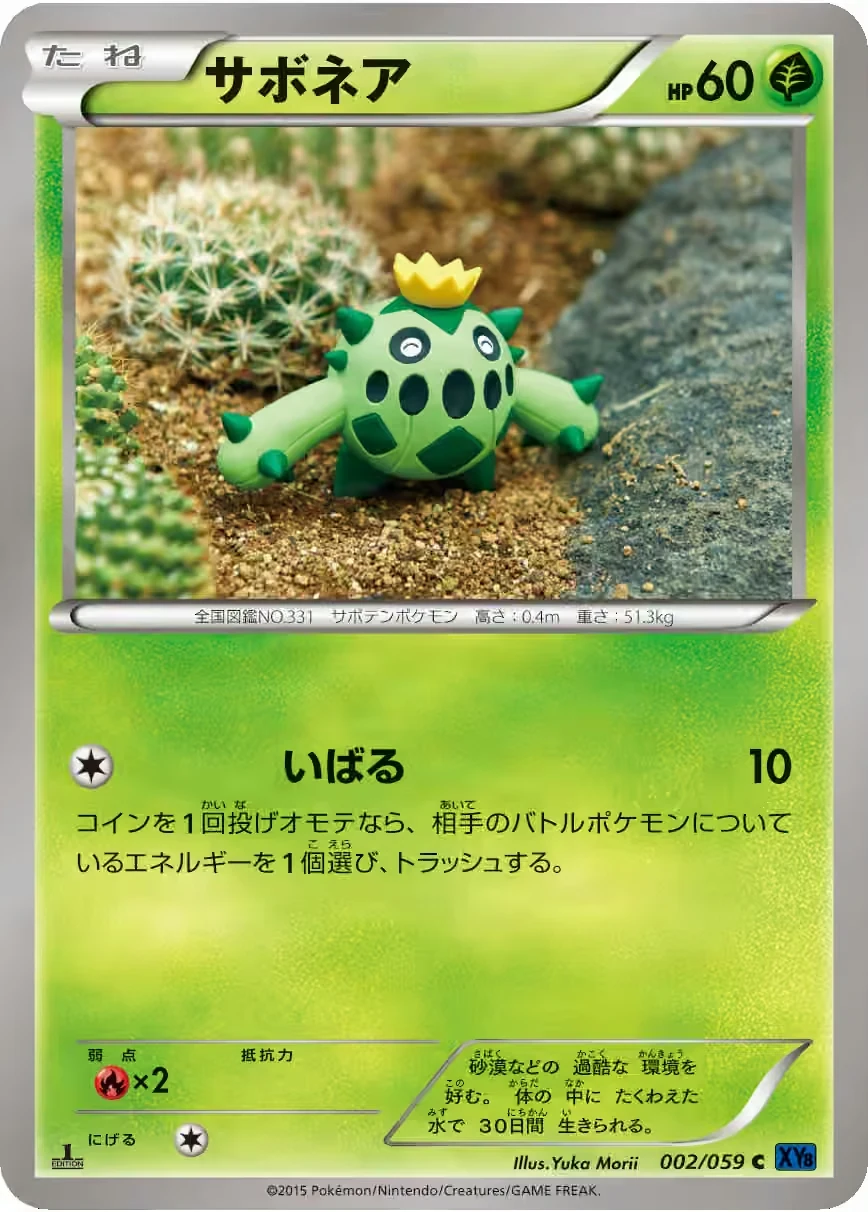 たね サボネア HP60
全国図鑑NO.331 サボテンポケモン 高さ:0.4m 重さ:51.3kg
いばる 10
コインを1回投げオモテなら、相手のバトルポケモンについて
いるエネルギーを1個選び、トラッシュする。
弱点 抵抗力
×2
にげる
砂漠などの 過酷な 環境を
好む。 体の 中に たくわえた
水で 30日間 生きられる。
1 EDITION
Illus.Yuka Morii 002/059 C XY8
©2015 Pokémon/Nintendo/Creatures/GAME FREAK.